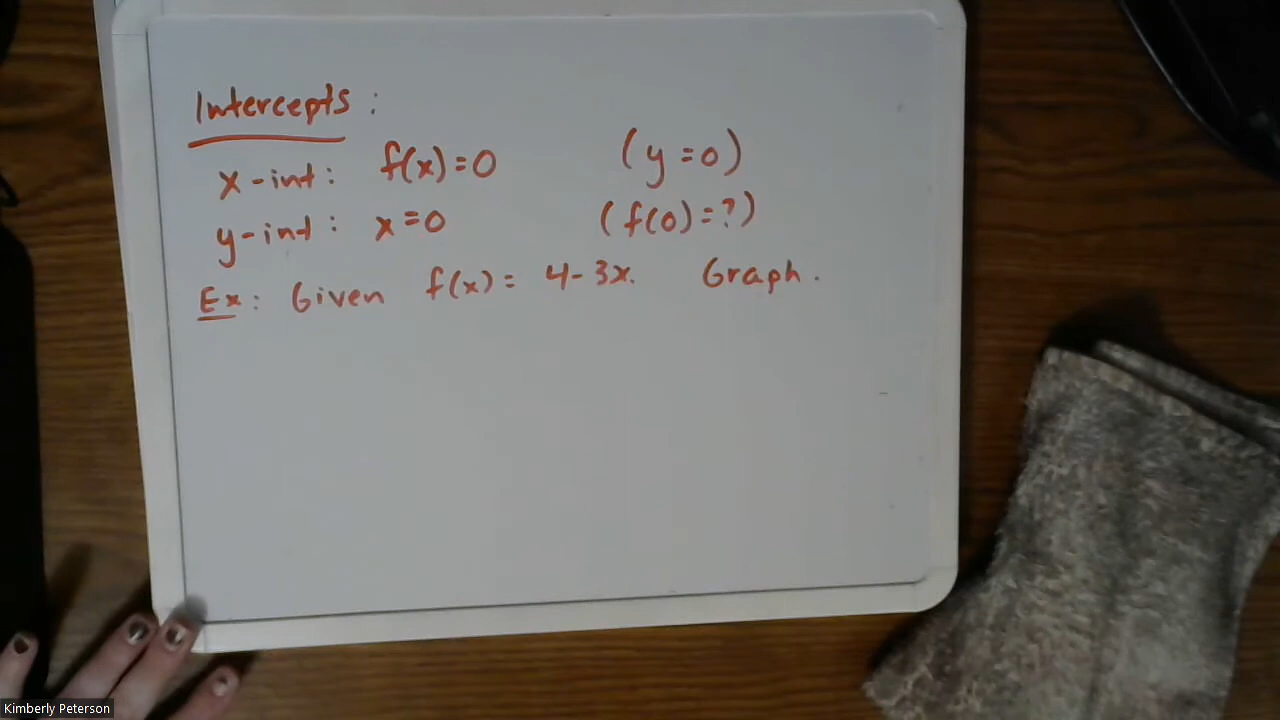 Intercepts :
x-int : f(x)=0 (y=0)
y-int : x=0 (f(0)=?)
Ex : Given f(x)= 4-3x. Graph.
Kimberly Peterson